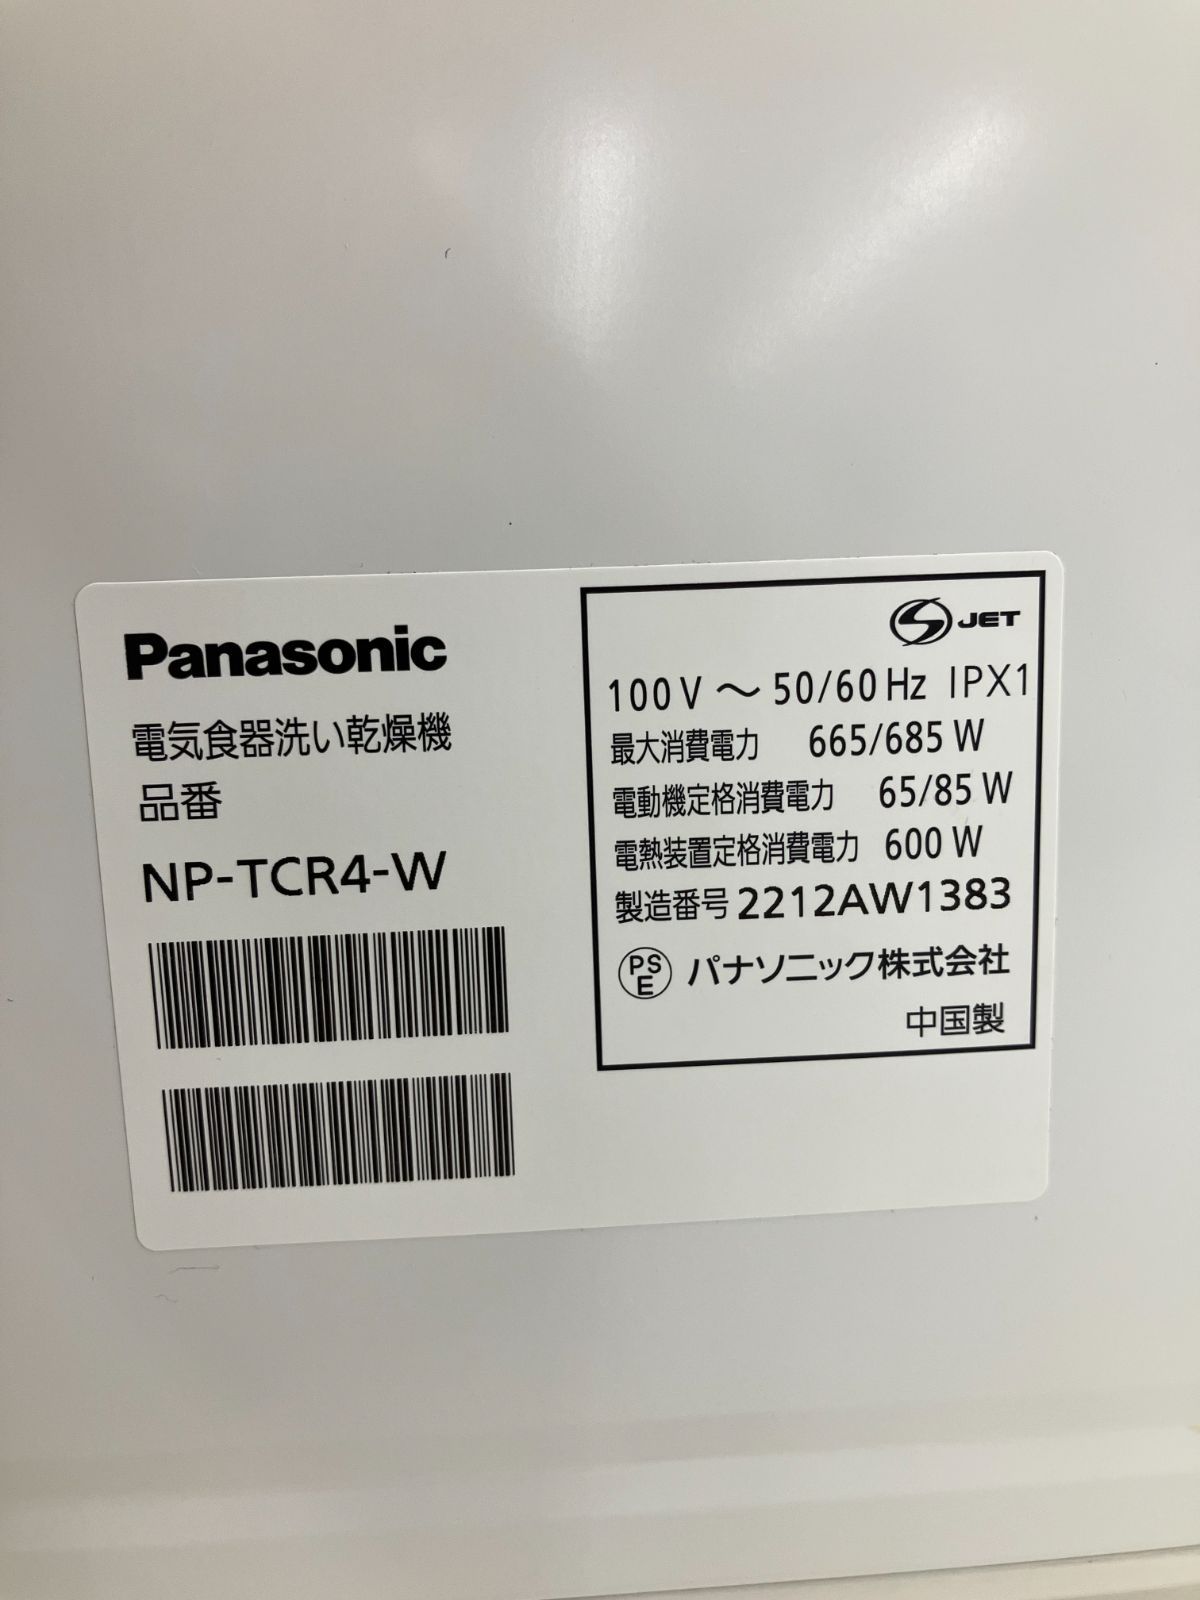 Panasonic
電気食器洗い乾燥機
品番
NP-TCR4-W
JET
100V～50/60Hz IPX1
最大消費電力 665/685W
電動機定格消費電力 65/85W
電熱装置定格消費電力 600W
製造番号 2212AW1383
PSE パナソニック株式会社
中国製